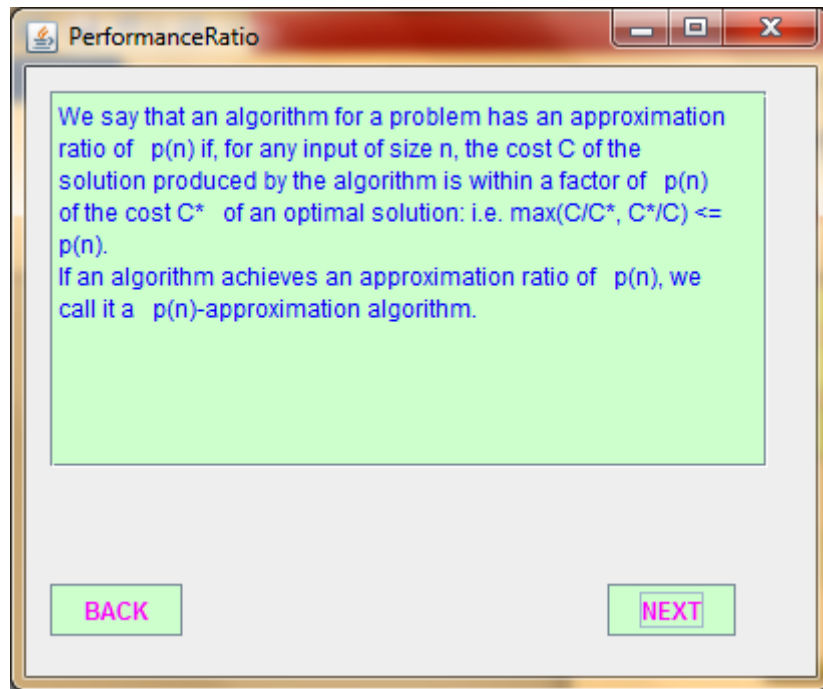 PerformanceRatio
We say that an algorithm for a problem has an approximation
ratio of p(n) if, for any input of size n, the cost C of the
solution produced by the algorithm is within a factor of p(n)
of the cost C* of an optimal solution: i.e. max(C/C*, C*/C) <=
p(n).
If an algorithm achieves an approximation ratio of p(n), we
call it a p(n)-approximation algorithm.
BACK
NEXT